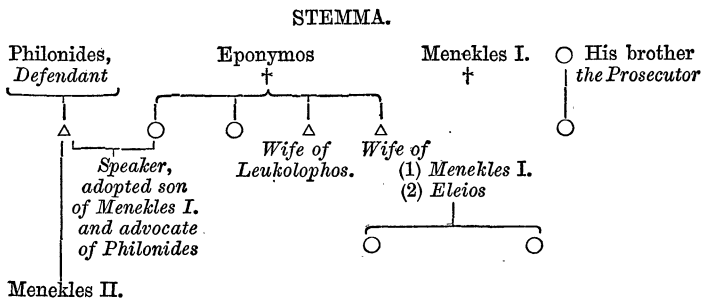 STEMMA.
Philonides, Eponymos Menekles I. His brother
Defendant † † the Prosecutor
Wife of Wife of
Leukolophos. (1) Menekles I.
(2) Eleios
Speaker,
adopted son
of Menekles I.
and advocate
of Philonides
Menekles II.